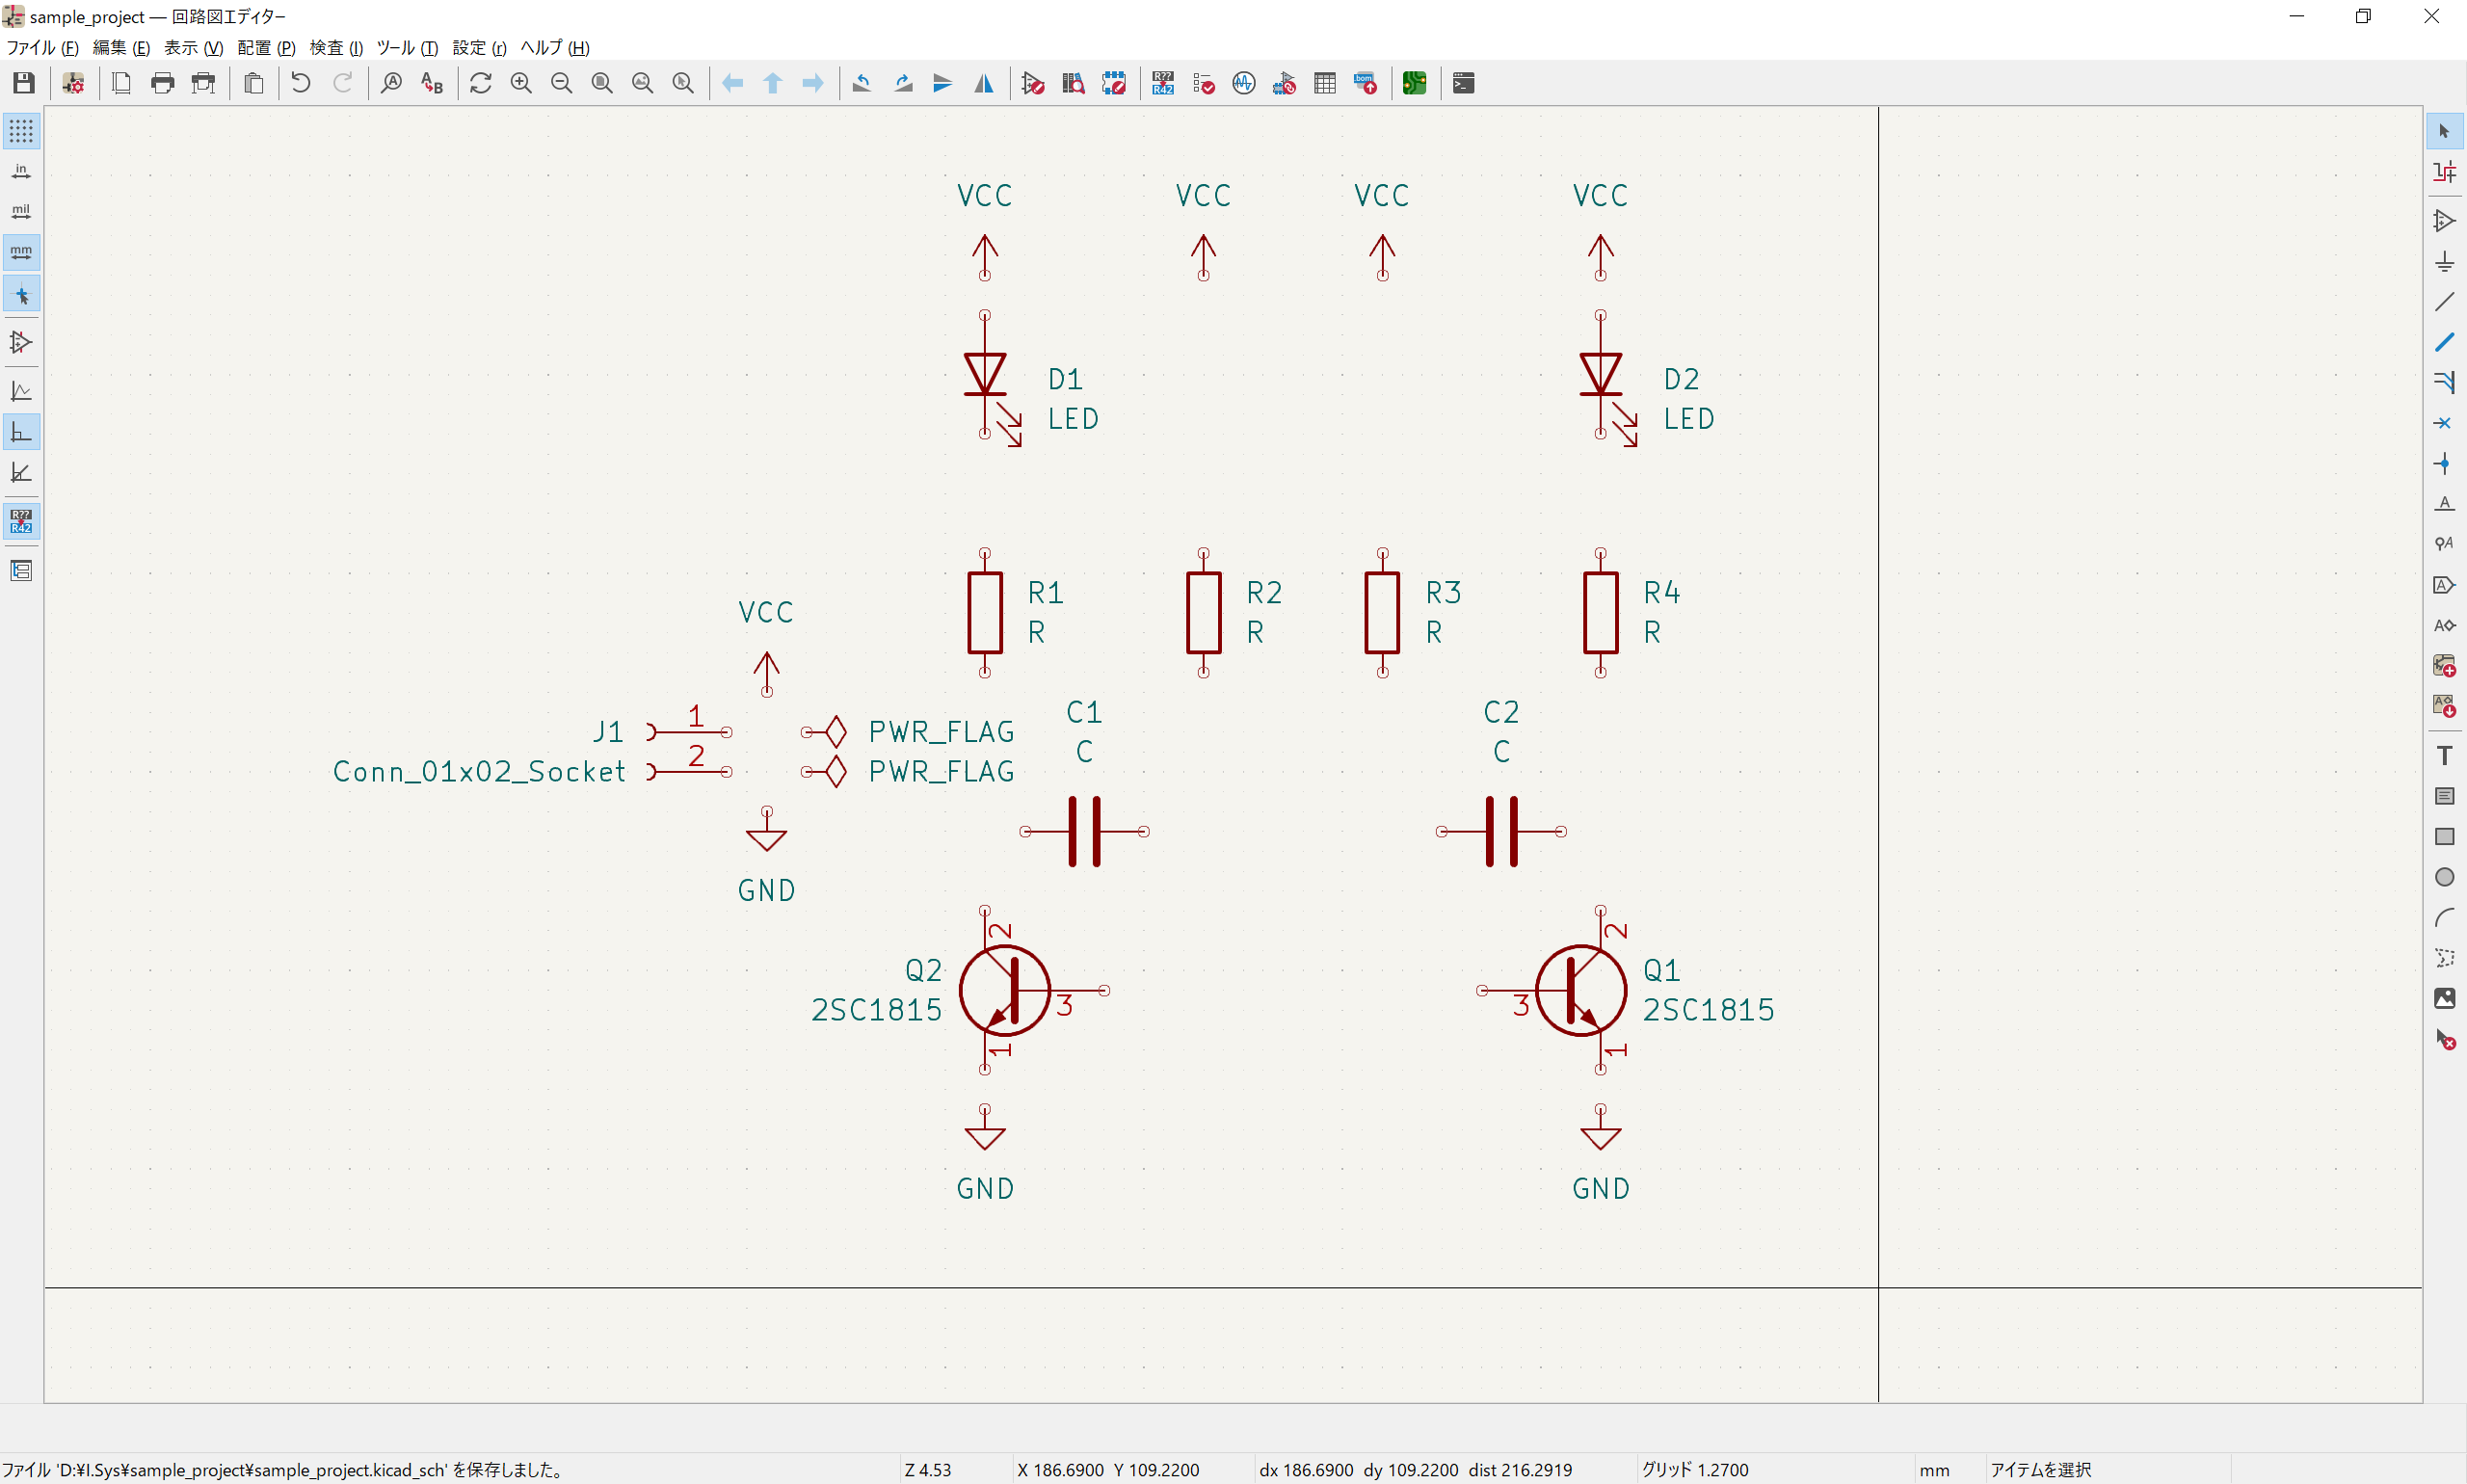 sample_project — 回路図エディター
ファイル (F) 編集 (E) 表示 (V) 配置 (P) 検査 (I) ツール (T) 設定 (r) ヘルプ (H)
A
A B
R??
R42
bom
in
mil
mm
R??
R42
A
A
A
A
A
T
VCC VCC VCC VCC
D1 D2
LED LED
R1 R2 R3 R4
R R R R
VCC
C1 C2
J1 1 PWR_FLAG
C C
Conn_01x02_Socket 2 PWR_FLAG
GND
2 2
Q2 Q1
3 3
2SC1815 2SC1815
1 1
GND GND
ファイル 'D:¥I.Sys¥sample_project¥sample_project.kicad_sch' を保存しました。 Z 4.53 X 186.6900 Y 109.2200 dx 186.6900 dy 109.2200 dist 216.2919 グリッド 1.2700 mm アイテムを選択